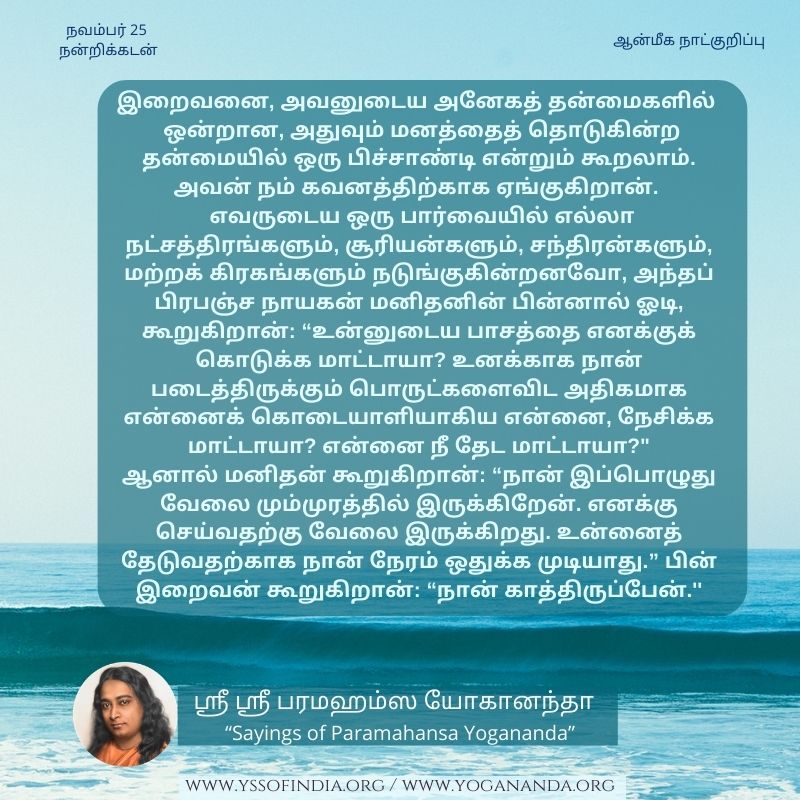 நவம்பர் 25
நன்றிக்கடன்
ஆன்மீக நாட்குறிப்பு
இறைவனை, அவனுடைய அனேகத் தன்மைகளில்
ஒன்றான, அதுவும் மனத்தைத் தொடுகின்ற
தன்மையில் ஒரு பிச்சாண்டி என்றும் கூறலாம்.
அவன் நம் கவனத்திற்காக ஏங்குகிறான்.
எவருடைய ஒரு பார்வையில் எல்லா
நட்சத்திரங்களும், சூரியன்களும், சந்திரன்களும்,
மற்றக் கிரகங்களும் நடுங்குகின்றனவோ, அந்தப்
பிரபஞ்ச நாயகன் மனிதனின் பின்னால் ஓடி,
கூறுகிறான்: “உன்னுடைய பாசத்தை எனக்குக்
கொடுக்க மாட்டாயா? உனக்காக நான்
படைத்திருக்கும் பொருட்களைவிட அதிகமாக
என்னைக் கொடையாளியாகிய என்னை, நேசிக்க
மாட்டாயா? என்னை நீ தேட மாட்டாயா?"
ஆனால் மனிதன் கூறுகிறான்: “நான் இப்பொழுது
வேலை மும்முரத்தில் இருக்கிறேன். எனக்கு
செய்வதற்கு வேலை இருக்கிறது. உன்னைத்
தேடுவதற்காக நான் நேரம் ஒதுக்க முடியாது.” பின்
இறைவன் கூறுகிறான்: “நான் காத்திருப்பேன்."
ஸ்ரீ ஸ்ரீ பரமஹம்ஸ யோகானந்தா
“Sayings of Paramahansa Yogananda”
WWW.YSSOFINDIA.ORG / WWW.YOGANANDA.ORG